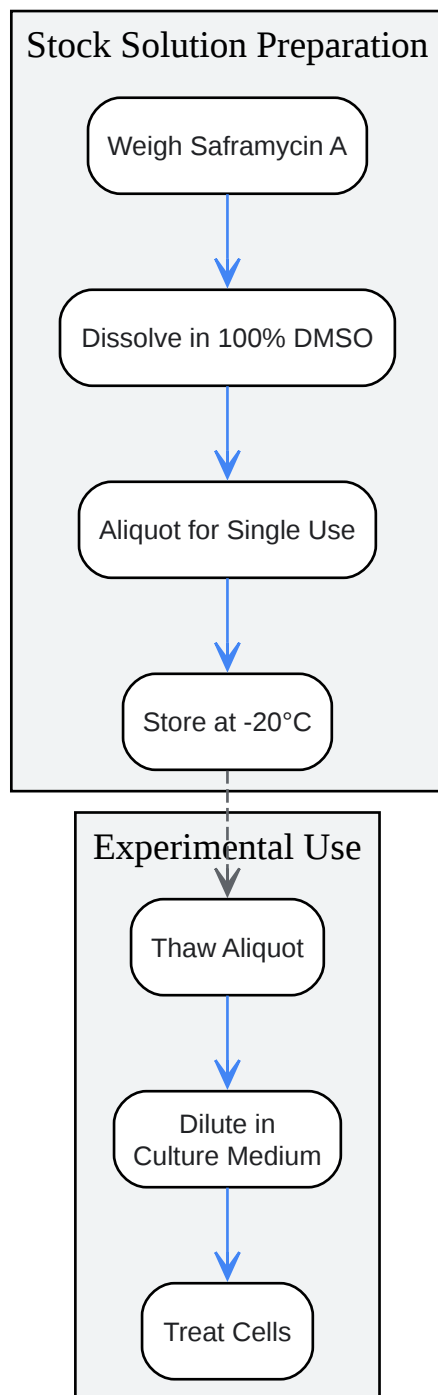 Stock Solution Preparation
Weigh Saframycin A
Dissolve in 100% DMSO
Aliquot for Single Use
Store at -20°C
Experimental Use
Thaw Aliquot
Dilute in
Culture Medium
Treat Cells